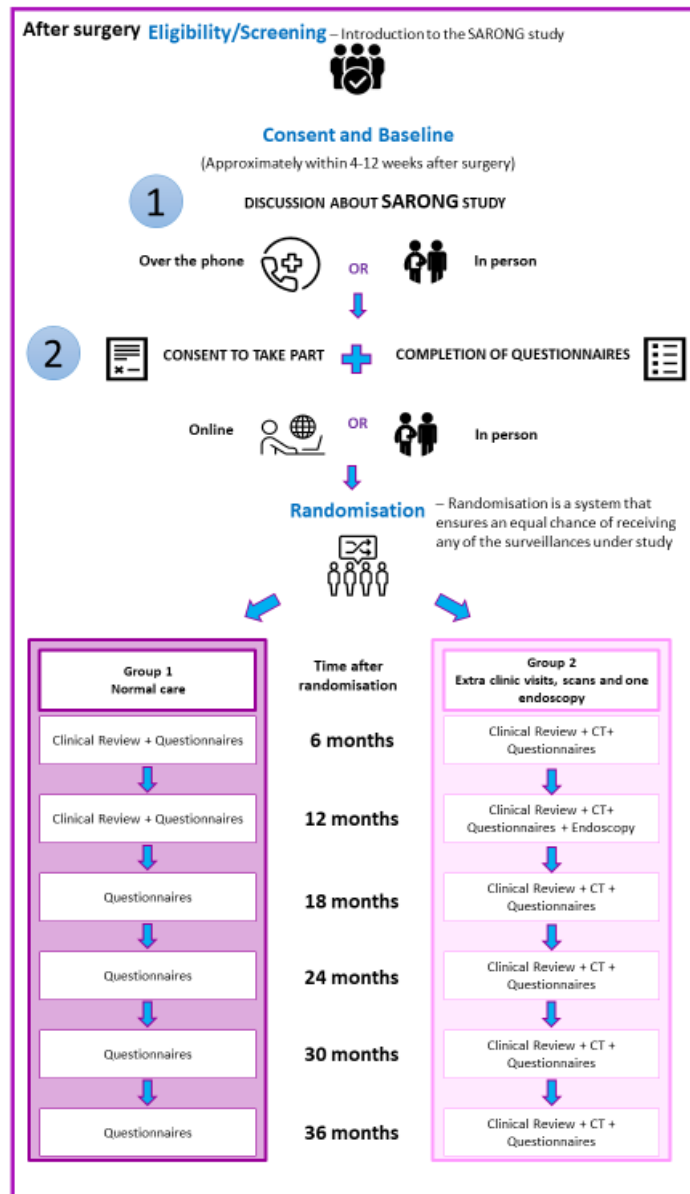 After surgery Eligibility/Screening – Introduction to the SARONG study
Consent and Baseline
(Approximately within 4-12 weeks after surgery)
1
DISCUSSION ABOUT SARONG STUDY
Over the phone
OR
In person
2
CONSENT TO TAKE PART
COMPLETION OF QUESTIONNAIRES
Online
OR
In person
Randomisation
– Randomisation is a system that
ensures an equal chance of receiving
any of the surveillances under study
Group 1
Normal care
Time after
randomisation
Group 2
Extra clinic visits, scans and one
endoscopy
Clinical Review + Questionnaires
6 months
Clinical Review + CT+
Questionnaires
Clinical Review + Questionnaires
12 months
Clinical Review + CT+
Questionnaires + Endoscopy
Questionnaires
18 months
Clinical Review + CT +
Questionnaires
Questionnaires
24 months
Clinical Review + CT +
Questionnaires
Questionnaires
30 months
Clinical Review + CT +
Questionnaires
Questionnaires
36 months
Clinical Review + CT +
Questionnaires